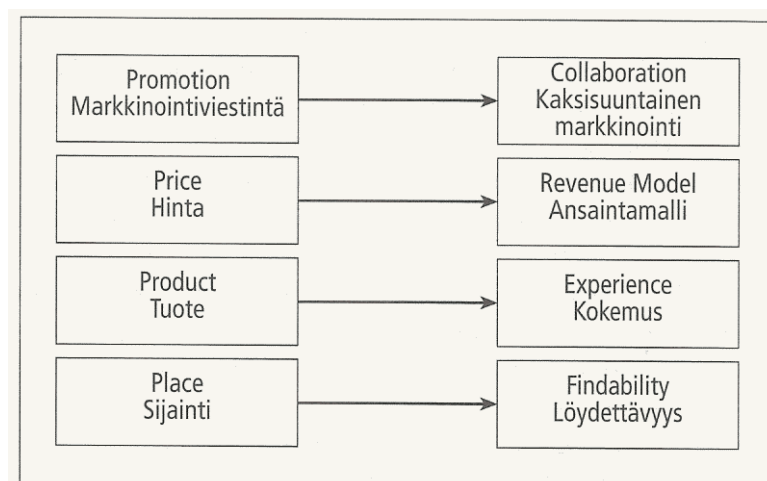 Promotion
Markkinointiviestintä
Collaboration
Kaksisuuntainen
markkinointi
Price
Hinta
Revenue Model
Ansaintamalli
Product
Tuote
Experience
Kokemus
Place
Sijainti
Findability
Löydettävyys